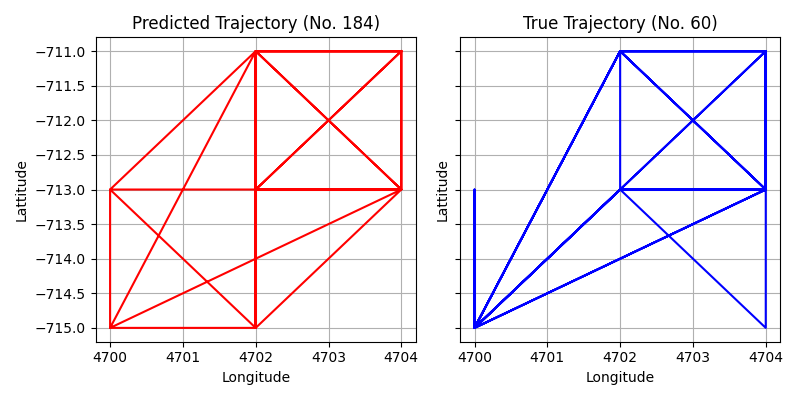 Predicted Trajectory (No. 184)
True Trajectory (No. 60)
Lattitude
−711.0
−711.5
−712.0
−712.5
−713.0
−713.5
−714.0
−714.5
−715.0
4700 4701 4702 4703 4704
Longitude
Lattitude
4700 4701 4702 4703 4704
Longitude